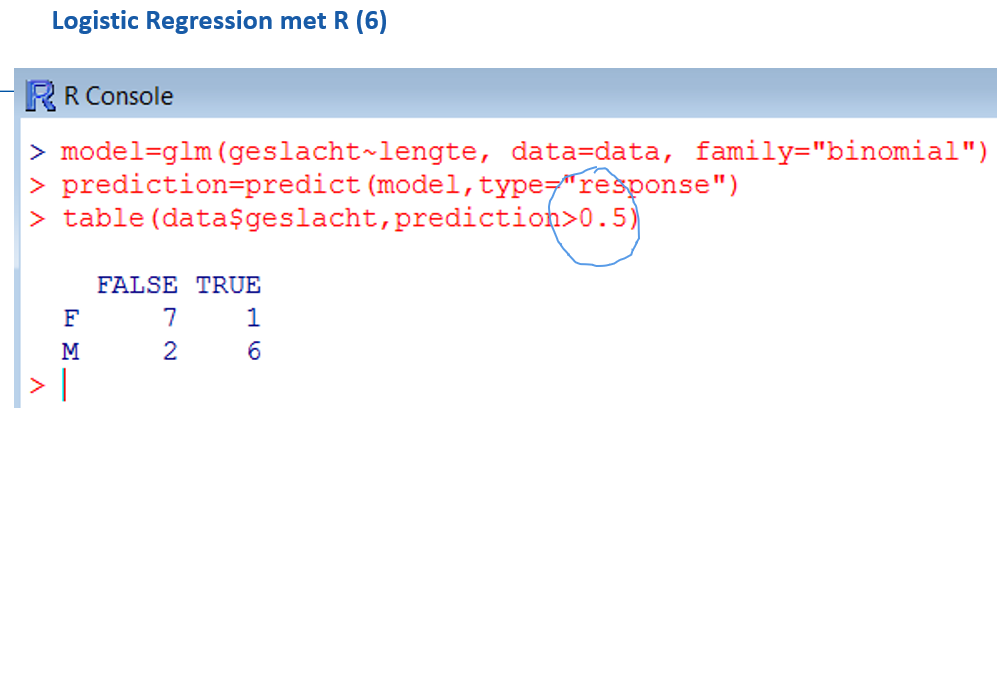 Logistic Regression met R (6)
R Console
> model=glm(geslacht~lengte, data=data, family="binomial")
> prediction=predict(model,type="response")
> table(data$geslacht,prediction>0.5)
FALSE TRUE
F 7 1
M 2 6
>